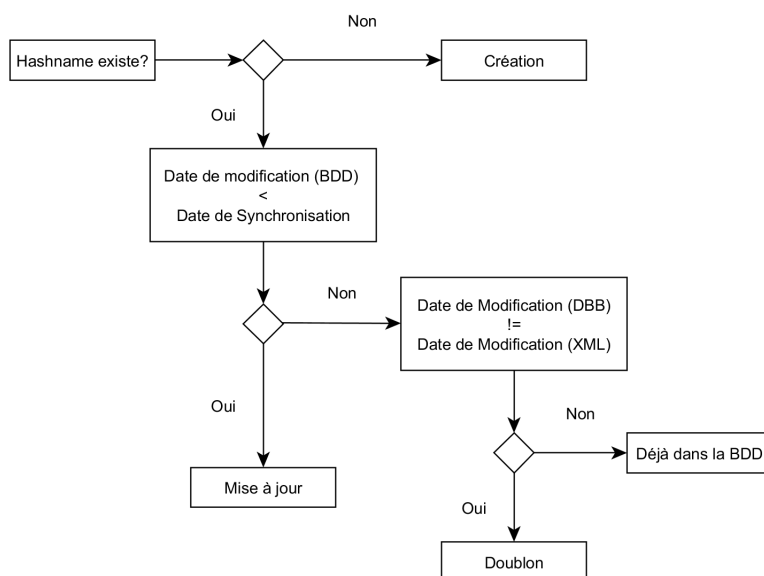 Non
Hashname existe?
Création
Oui
Date de modification (BDD)
<
Date de Synchronisation
Non
Date de Modification (DBB)
!=
Date de Modification (XML)
Oui
Non
Déjà dans la BDD
Mise à jour
Oui
Doublon